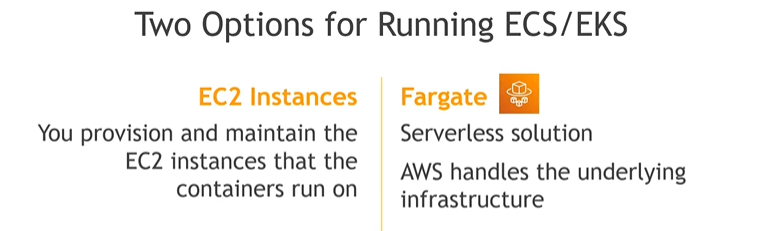 Two Options for Running ECS/EKS
EC2 Instances
You provision and maintain the
EC2 instances that the
containers run on
Fargate
Serverless solution
AWS handles the underlying
infrastructure